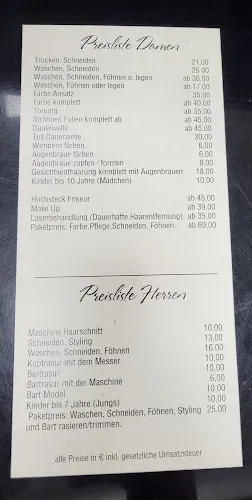 Preisliste Damen
Trocken, Schneiden 21,00
Waschen, Schneiden 25,00
Waschen, Schneiden, Föhnen o. legen ab 36,00
Waschen, Föhnen oder legen ab 17,00
Farbe Ansatz 35,00
Farbe komplett ab 40,00
Tönung ab 35,00
Strähnen Folien komplett ab ab 45,00
Dauerwelle ab 45,00
Teil Dauerwelle 30,00
Wimpern färben 6,00
Augenbraue färben 6,00
Augenbraue zupfen / formen 8,00
Gesichtsenthaarung komplett mit Augenbrauen 18,00
Kinder bis 10 Jahre (Mädchen) 10,00
Hochsteck Friseur ab 45,00
Make Up ab 39,00
Laserbehandlung (Dauerhafte Haarentfernung) ab 35,00
Paketpreis: Farbe,Pflege,Schneiden, Föhnen. ab 69,00
Preisliste Herren
Maschine Haarschnitt 10,00
Schneiden, Styling 13,00
Waschen, Schneiden, Föhnen 16,00
Kopfrasur mit dem Messer 10,00
Bartrasur 10,00
Bartrasur mit der Maschine 6,00
Bart Model 10,00
Kinder bis 7 Jahre (Jungs) 10,00
Paketpreis: Waschen, Schneiden, Föhnen, Styling 25,00
und Bart rasieren/trimmen.
alle Preise in € inkl. gesetzliche Umsatzsteuer